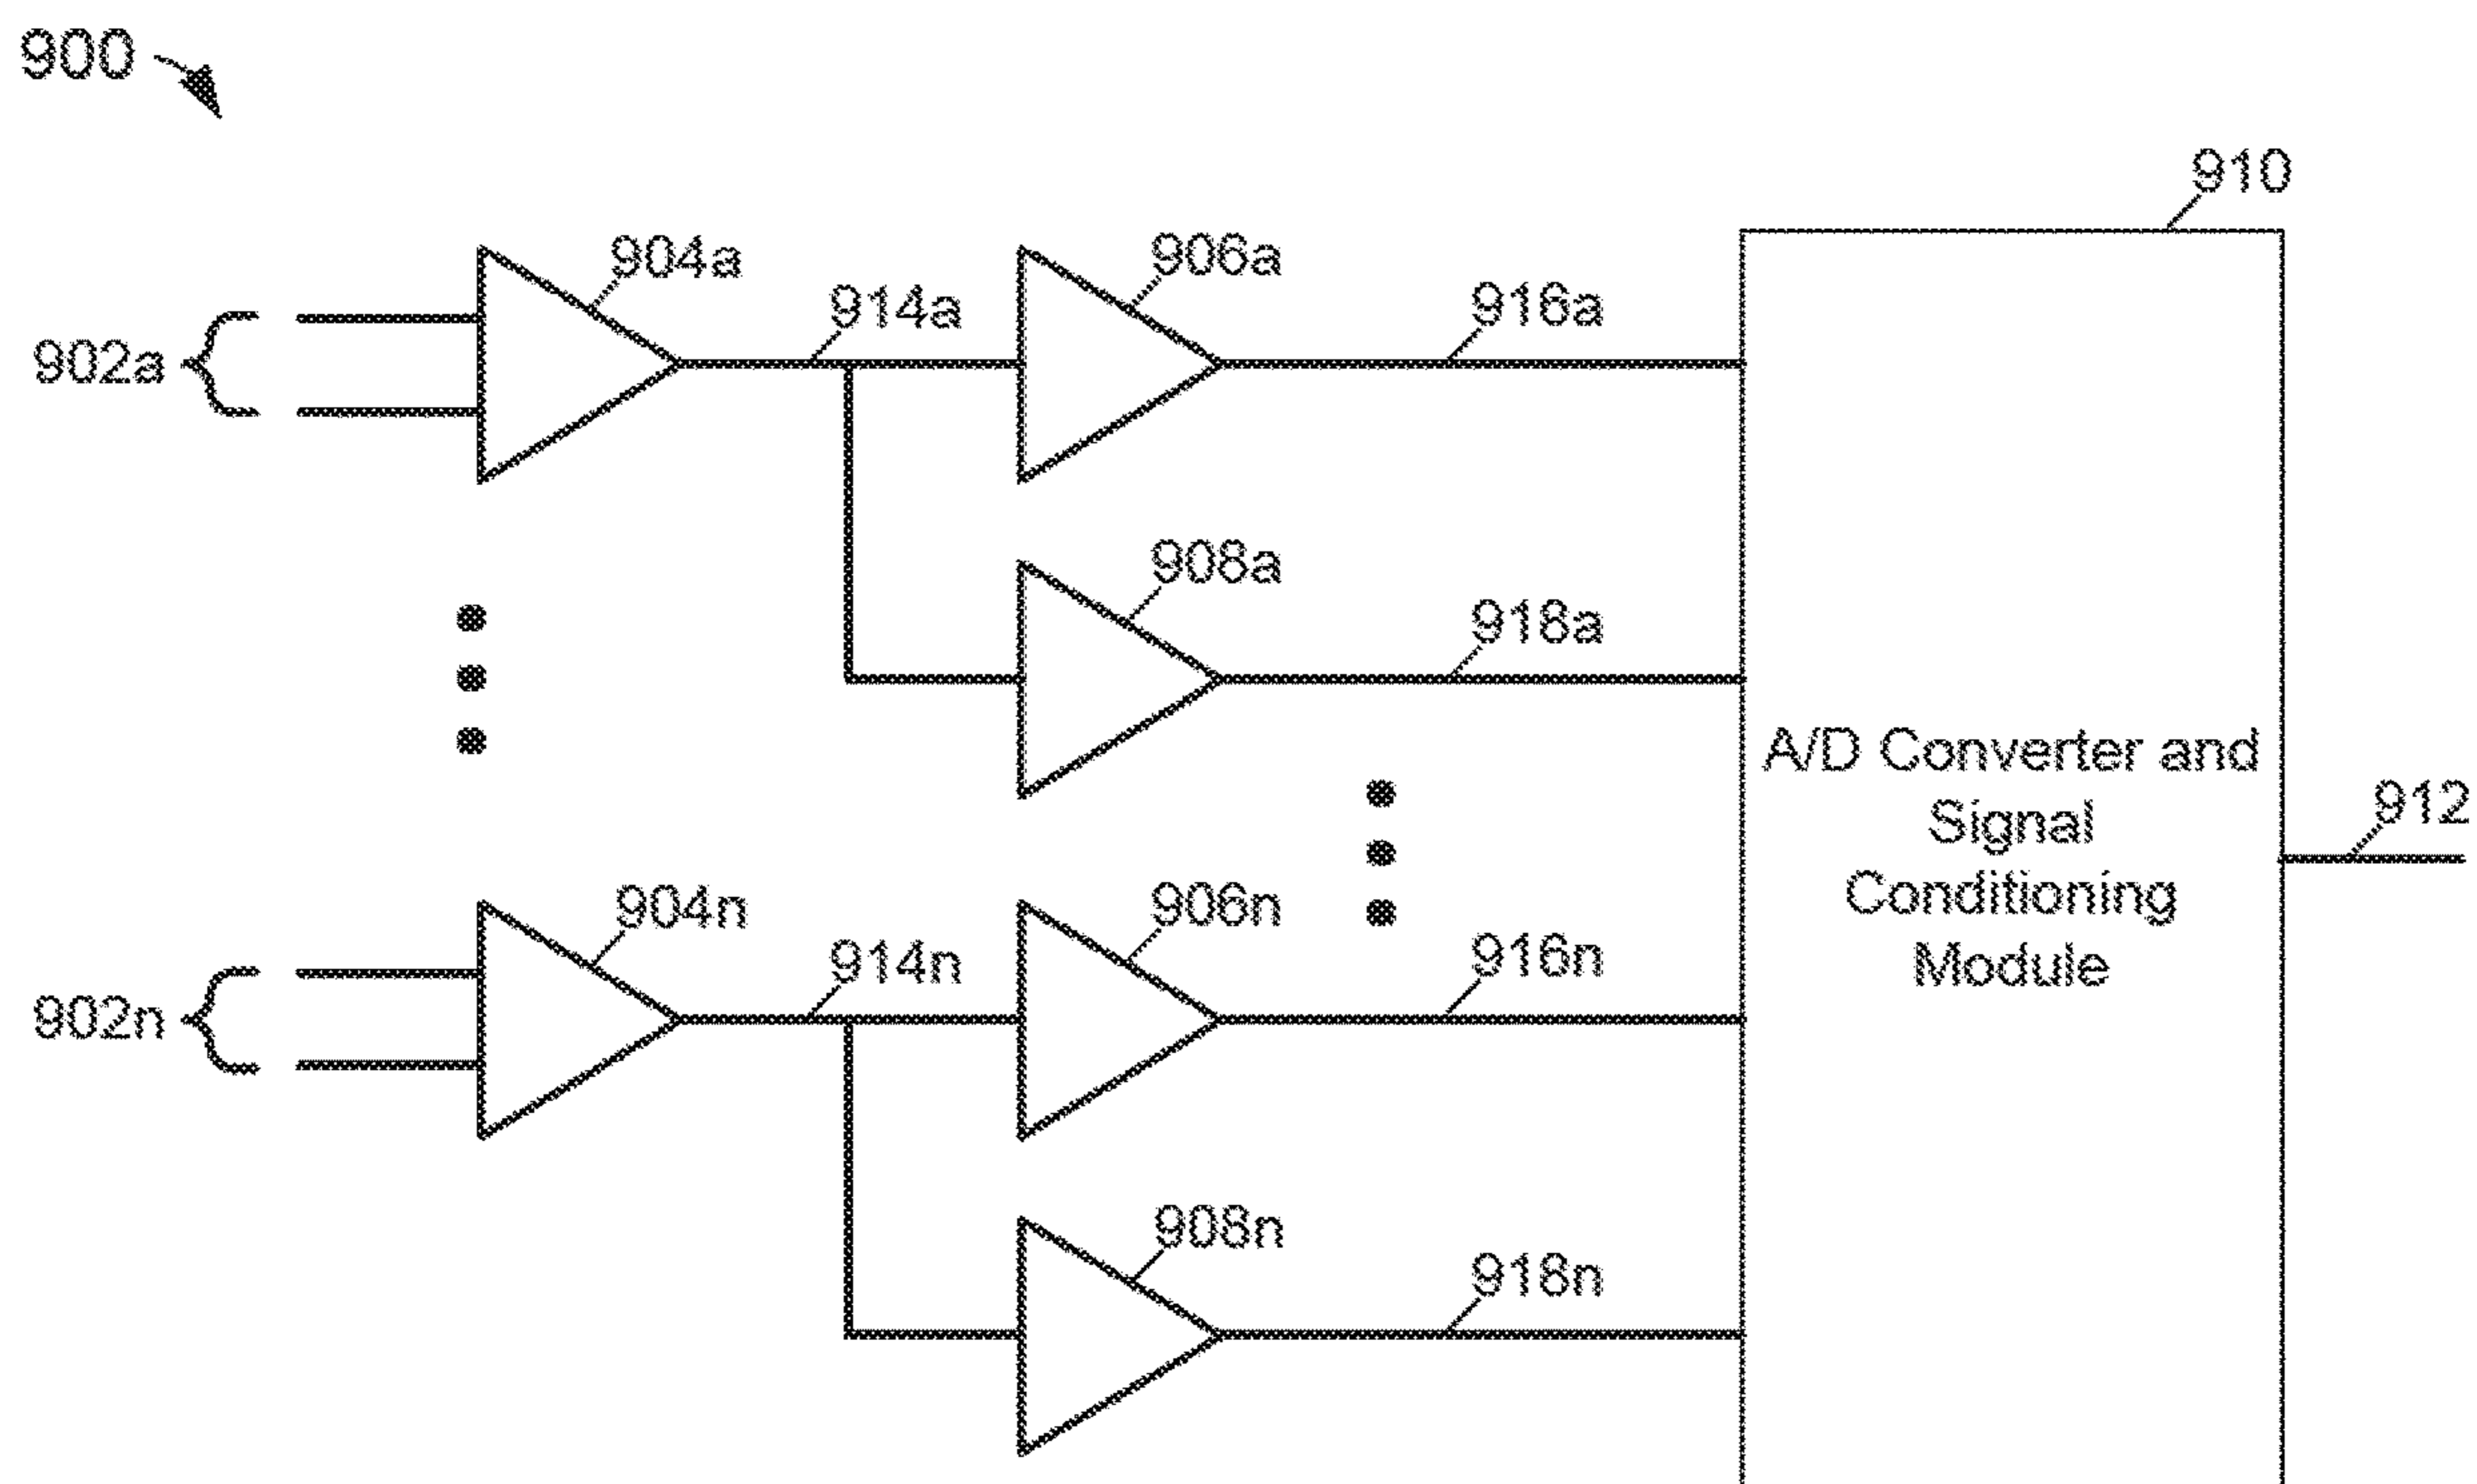 900
910
904a
906a
914a
916a
902a
908a
918a
A/D Converter and
Signal
Conditioning
Module
912
904n
906n
914n
916n
902n
908n
918n